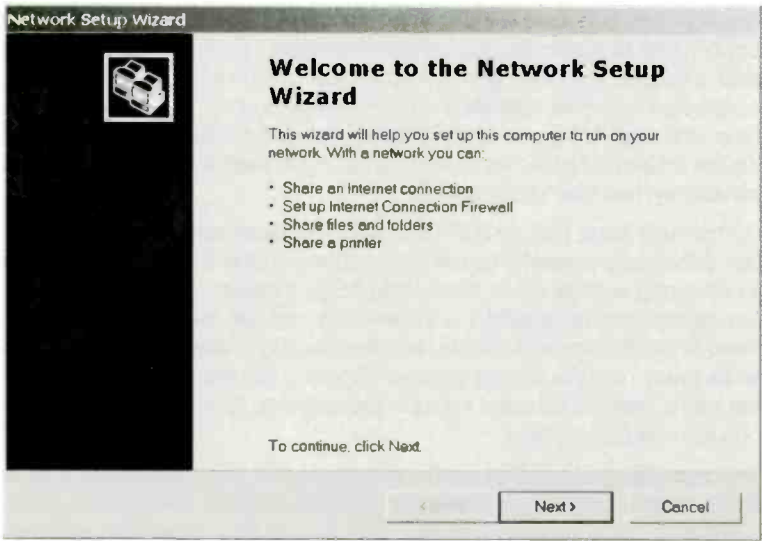 Network Setup Wizard
Welcome to the Network Setup
Wizard
This wizard will help you set up this computer to run on your
network. With a network you can:
• Share an Internet connection
• Set up Internet Connection Firewall
• Share files and folders
• Share a printer
To continue, click Next.
Next > Cancel